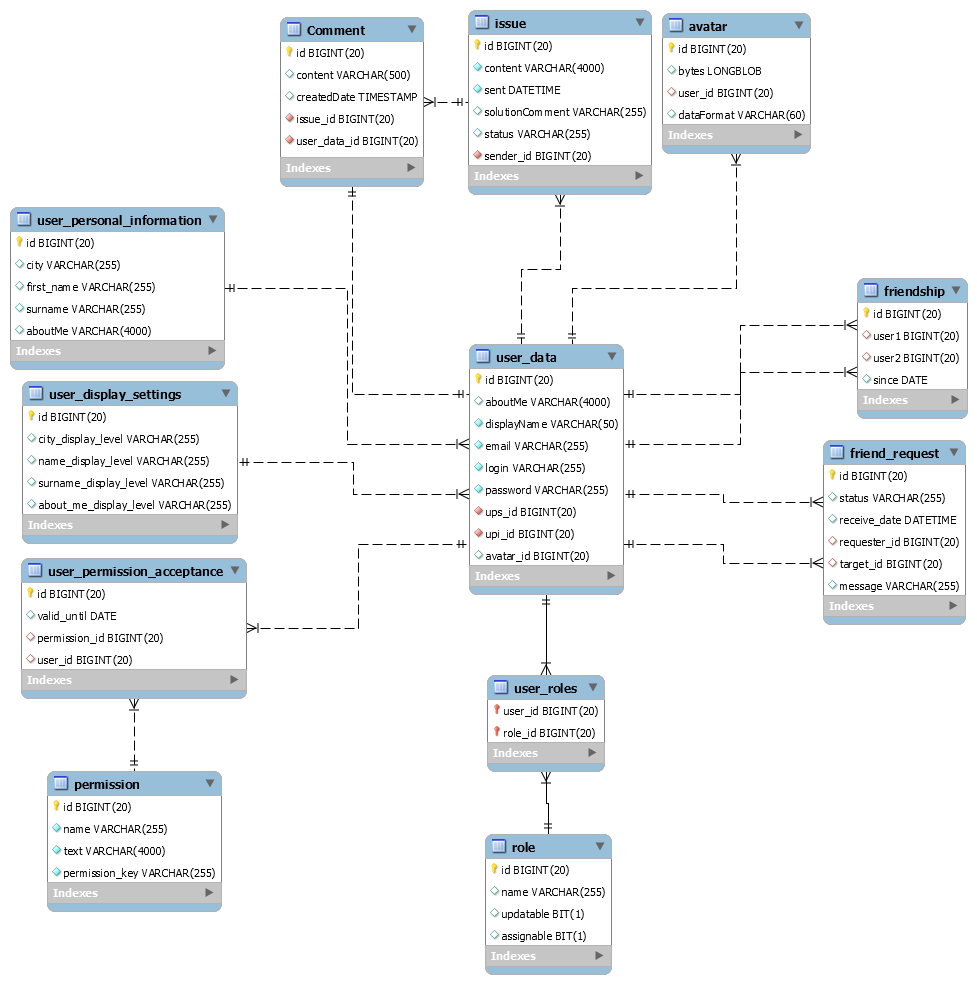 Comment
id BIGINT(20)
content VARCHAR(500)
createdDate TIMESTAMP
issue_id BIGINT(20)
user_data_id BIGINT(20)
Indexes
issue
id BIGINT(20)
content VARCHAR(4000)
sent DATETIME
solutionComment VARCHAR(255)
status VARCHAR(255)
sender_id BIGINT(20)
Indexes
avatar
id BIGINT(20)
bytes LONGBLOB
user_id BIGINT(20)
dataFormat VARCHAR(60)
Indexes
user_personal_information
id BIGINT(20)
city VARCHAR(255)
first_name VARCHAR(255)
surname VARCHAR(255)
aboutMe VARCHAR(4000)
Indexes
friendship
id BIGINT(20)
user1 BIGINT(20)
user2 BIGINT(20)
since DATE
Indexes
user_display_settings
id BIGINT(20)
city_display_level VARCHAR(255)
name_display_level VARCHAR(255)
surname_display_level VARCHAR(255)
about_me_display_level VARCHAR(255)
Indexes
user_data
id BIGINT(20)
aboutMe VARCHAR(4000)
displayName VARCHAR(50)
email VARCHAR(255)
login VARCHAR(255)
password VARCHAR(255)
ups_id BIGINT(20)
upi_id BIGINT(20)
avatar_id BIGINT(20)
Indexes
friend_request
id BIGINT(20)
status VARCHAR(255)
receive_date DATETIME
requester_id BIGINT(20)
target_id BIGINT(20)
message VARCHAR(255)
Indexes
user_permission_acceptance
id BIGINT(20)
valid_until DATE
permission_id BIGINT(20)
user_id BIGINT(20)
Indexes
user_roles
user_id BIGINT(20)
role_id BIGINT(20)
Indexes
permission
id BIGINT(20)
name VARCHAR(255)
text VARCHAR(4000)
permission_key VARCHAR(255)
Indexes
role
id BIGINT(20)
name VARCHAR(255)
updatable BIT(1)
assignable BIT(1)
Indexes